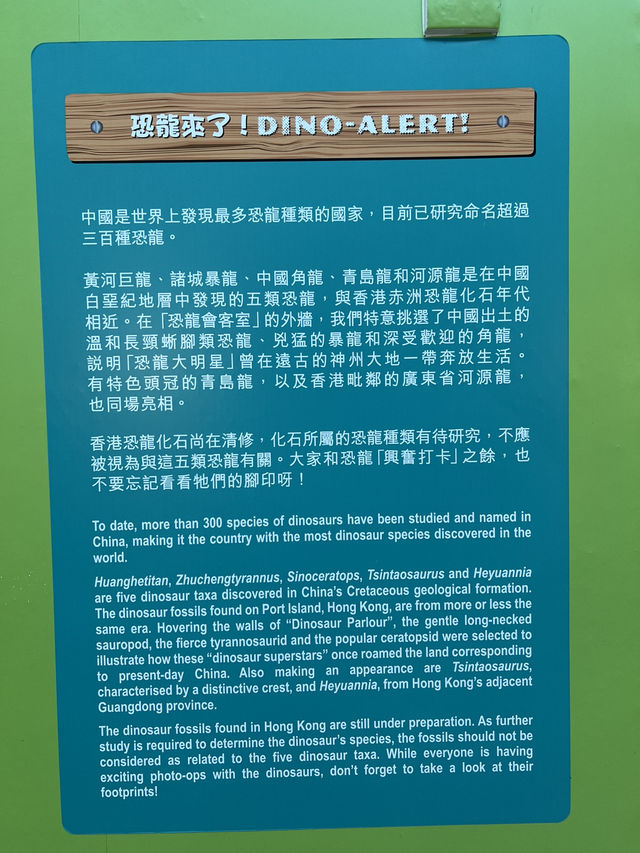 恐龍來了！DINO-ALERT!
中國是世界上發現最多恐龍種類的國家，目前已研究命名超過
三百種恐龍。
黃河巨龍、諸城暴龍、中國角龍、青島龍和河源龍是在中國
白堊紀地層中發現的五類恐龍，與香港赤洲恐龍化石年代
相近。在「恐龍會客室」的外牆，我們特意挑選了中國出土的
溫和長頸蜥腳類恐龍、兇猛的暴龍和深受歡迎的角龍，
説明「恐龍大明星」曾在遠古的神州大地一帶奔放生活。
有特色頭冠的青島龍，以及香港毗鄰的廣東省河源龍，
也同場亮相。
香港恐龍化石尚在清修，化石所屬的恐龍種類有待研究，不應
被視為與這五類恐龍有關。大家和恐龍「興奮打卡」之餘，也
不要忘記看看牠們的腳印呀！
To date, more than 300 species of dinosaurs have been studied and named in
China, making it the country with the most dinosaur species discovered in the
world.
Huanghetitan, Zhuchengtyrannus, Sinoceratops, Tsintaosaurus and Heyuannia
are five dinosaur taxa discovered in China's Cretaceous geological formation.
The dinosaur fossils found on Port Island, Hong Kong, are from more or less the
same era. Hovering the walls of “Dinosaur Parlour”, the gentle long-necked
sauropod, the fierce tyrannosaurid and the popular ceratopsid were selected to
illustrate how these “dinosaur superstars” once roamed the land corresponding
to present-day China. Also making an appearance are Tsintaosaurus,
characterised by a distinctive crest, and Heyuannia, from Hong Kong's adjacent
Guangdong province.
The dinosaur fossils found in Hong Kong are still under preparation. As further
study is required to determine the dinosaur's species, the fossils should not be
considered as related to the five dinosaur taxa. While everyone is having
exciting photo-ops with the dinosaurs, don't forget to take a look at their
footprints!